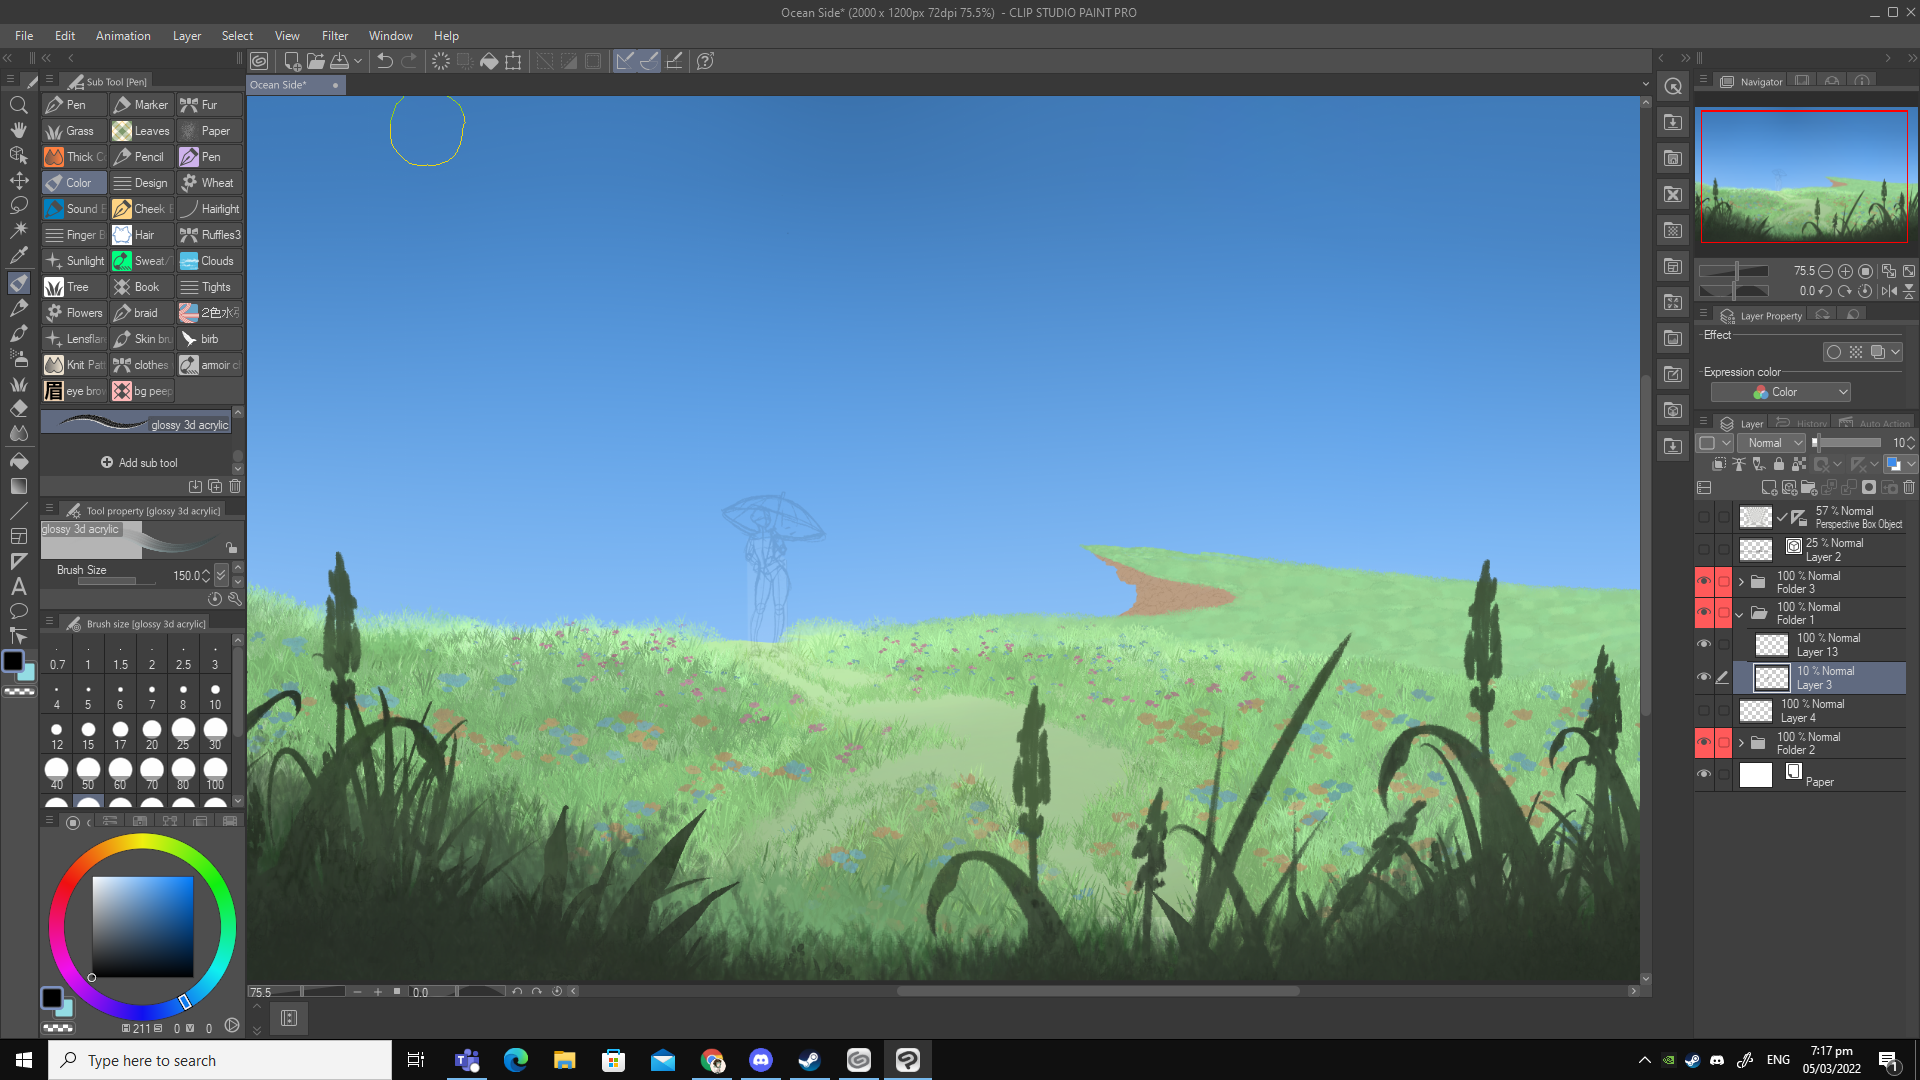 Ocean Side* (2000 x 1200px 72dpi 75.5%) - CLIP STUDIO PAINT PRO
File Edit Animation Layer Select View Filter Window Help
Sub Tool [Pen]
Ocean Side*
Navigator
Pen Marker Fur
Grass Leaves Paper
Thick C Pencil Pen
Color Design Wheat
Sound Cheek Hairlight
Finger B Hair Ruffles3
Sunlight Sweat/ Clouds
Tree Book Tights
Flowers braid 2色水
Lensflar Skin bru birb
Knit Pat clothes armoir c
眉 eye bro bg peep
glossy 3d acrylic
Add sub tool
Tool property [glossy 3d acrylic]
glossy 3d acrylic
Brush Size 150.0
Brush size [glossy 3d acrylic]
0.7 1 1.5 2 2.5 3
4 5 6 7 8 10
12 15 17 20 25 30
40 50 60 70 80 100
211 0 0
75.5 0.0
75.5
0.0
Layer Property
Effect
Expression color
Color
Layer History Auto Action
Normal 10
57 % Normal
Perspective Box Object
25 % Normal
Layer 2
100 % Normal
Folder 3
100 % Normal
Folder 1
100 % Normal
Layer 13
10 % Normal
Layer 3
100 % Normal
Layer 4
100 % Normal
Folder 2
Paper
Type here to search
ENG
7:17 pm
05/03/2022
1